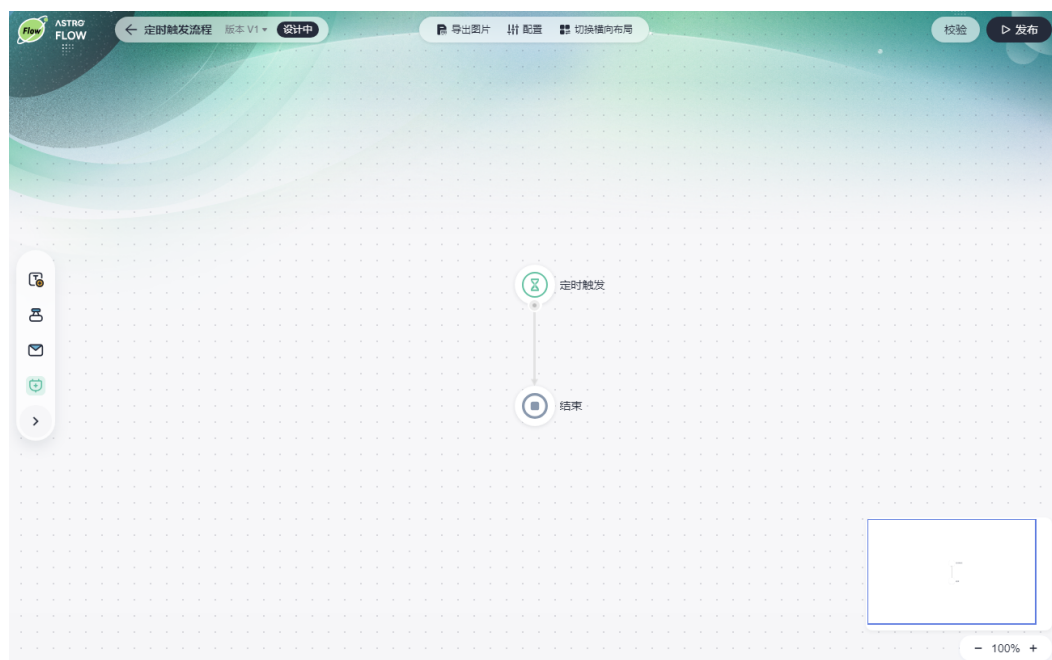 Flow ASTRO FLOW
定时触发流程 版本 V1 设计中
导出图片 配置 切换横向布局
校验 发布
定时触发
结束
- 100% +